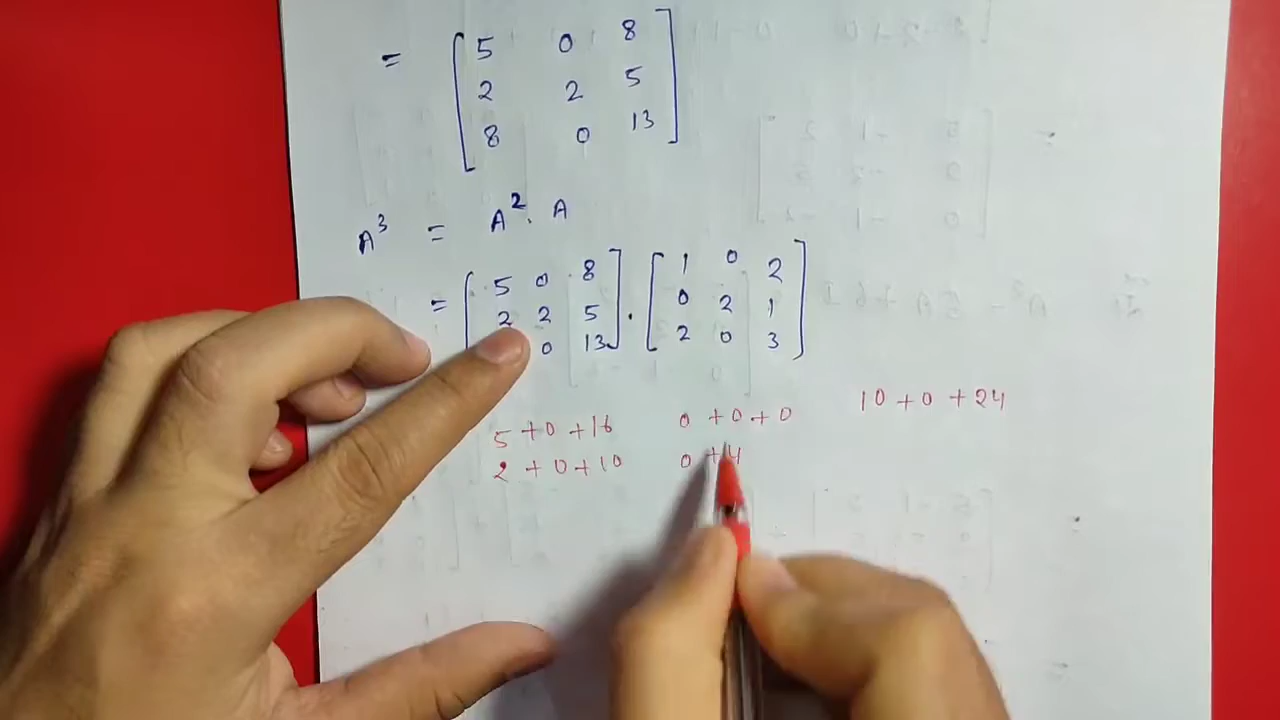 = [ 5 0 8
2 2 5
8 0 13 ]
A³ = A² . A
= [ 5 0 8 ] . [ 1 0 2 ]
2 2 5 0 2 1
0 13 2 0 3
5 + 0 + 16 0 + 0 + 0 10 + 0 + 24
2 + 0 + 10 0 + 4